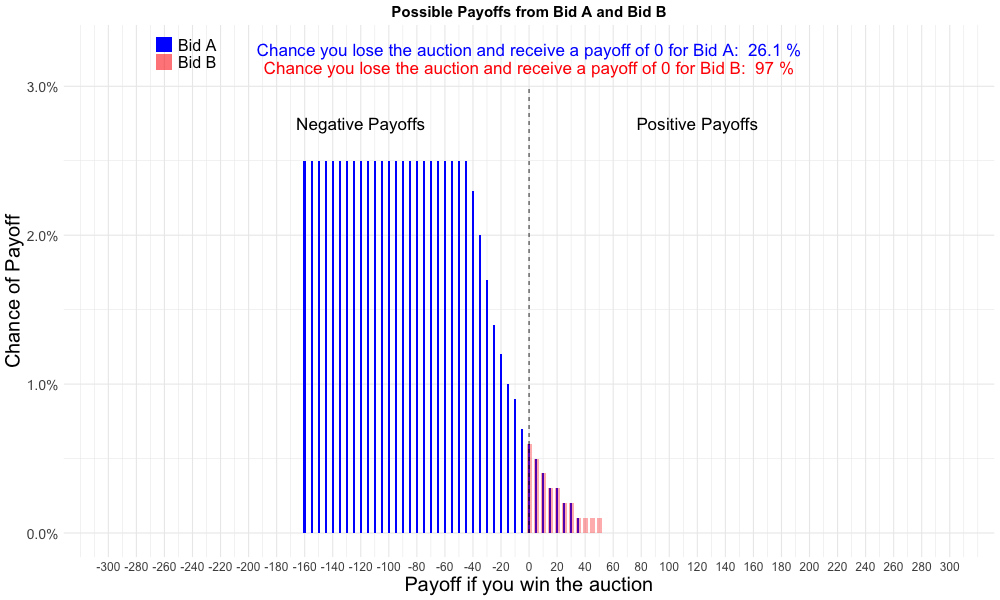 Possible Payoffs from Bid A and Bid B
Bid A
Bid B
Chance you lose the auction and receive a payoff of 0 for Bid A:  26.1 %
Chance you lose the auction and receive a payoff of 0 for Bid B:  97 %
Negative Payoffs
Positive Payoffs
Chance of Payoff
3.0%
2.0%
1.0%
0.0%
-300 -280 -260 -240 -220 -200 -180 -160 -140 -120 -100 -80 -60 -40 -20 0 20 40 60 80 100 120 140 160 180 200 220 240 260 280 300
Payoff if you win the auction